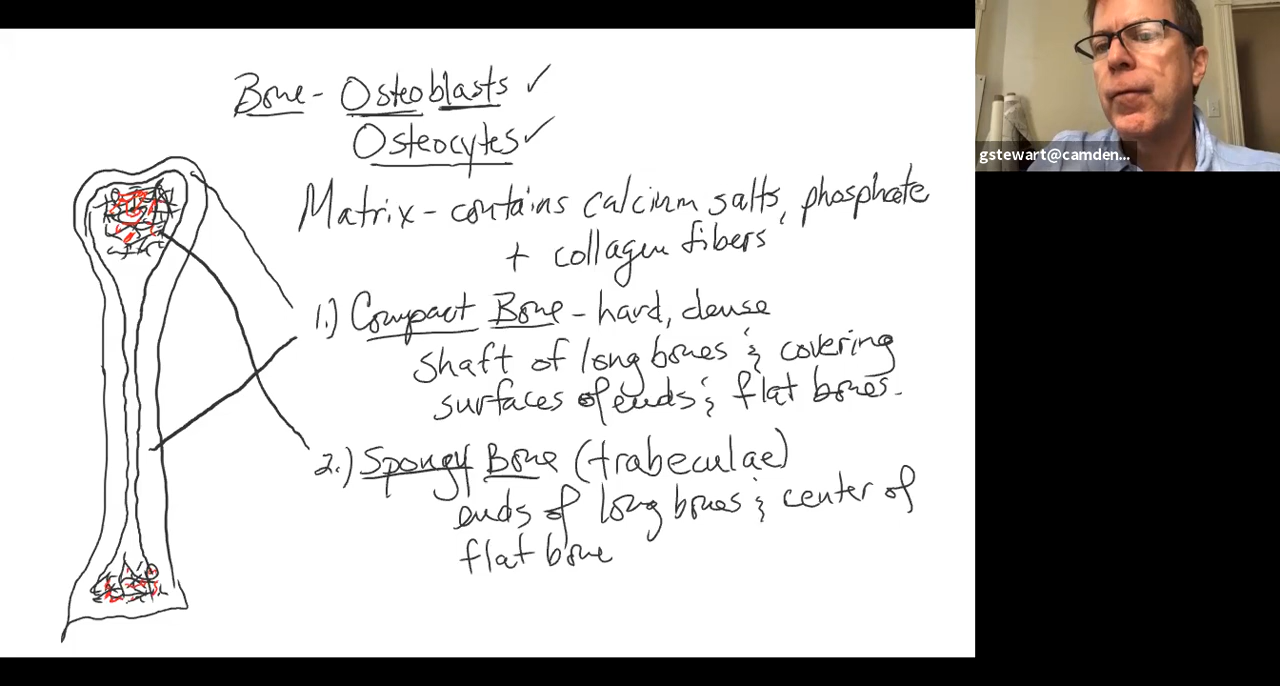 Bone - Osteoblasts ✓
Osteocytes ✓
Matrix - contains calcium salts, phosphate
+ collagen fibers
1.) Compact Bone - hard, dense
shaft of long bones & covering
surfaces of ends & flat bones.
2.) Spongy Bone (trabeculae)
ends of long bones & center of
flat bone
gstewart@camden...